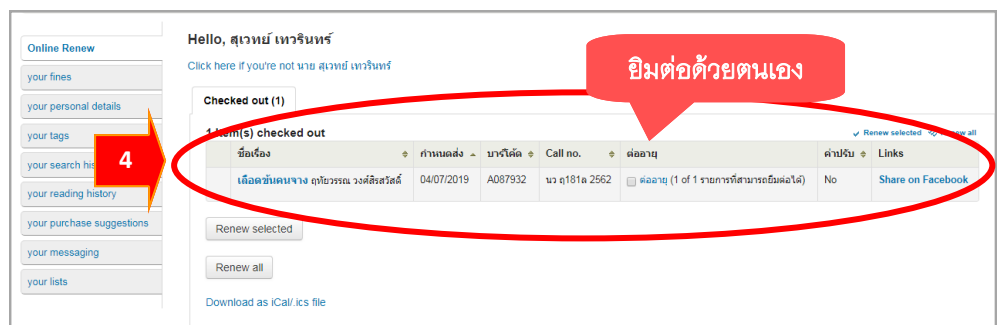 Hello, สุเวทย์ เทวรินทร์
Click here if you're not นาย สุเวทย์ เทวรินทร์
ยืมต่อด้วยตนเอง
Online Renew
your fines
your personal details
your tags
your search his
your reading history
your purchase suggestions
your messaging
your lists
4
Checked out (1)
1 item(s) checked out
Renew selected Renew all
ชื่อเรื่อง กำหนดส่ง บาร์โค้ด Call no. ต่ออายุ ค่าปรับ Links
เลือดข้นคนจาง ฤทัยวรรณ วงศ์สิรสวัสดิ์ 04/07/2019 A087932 นว ฤ181ล 2562 ต่ออายุ (1 of 1 รายการที่สามารถยืมต่อได้) No Share on Facebook
Renew selected
Renew all
Download as iCal/.ics file